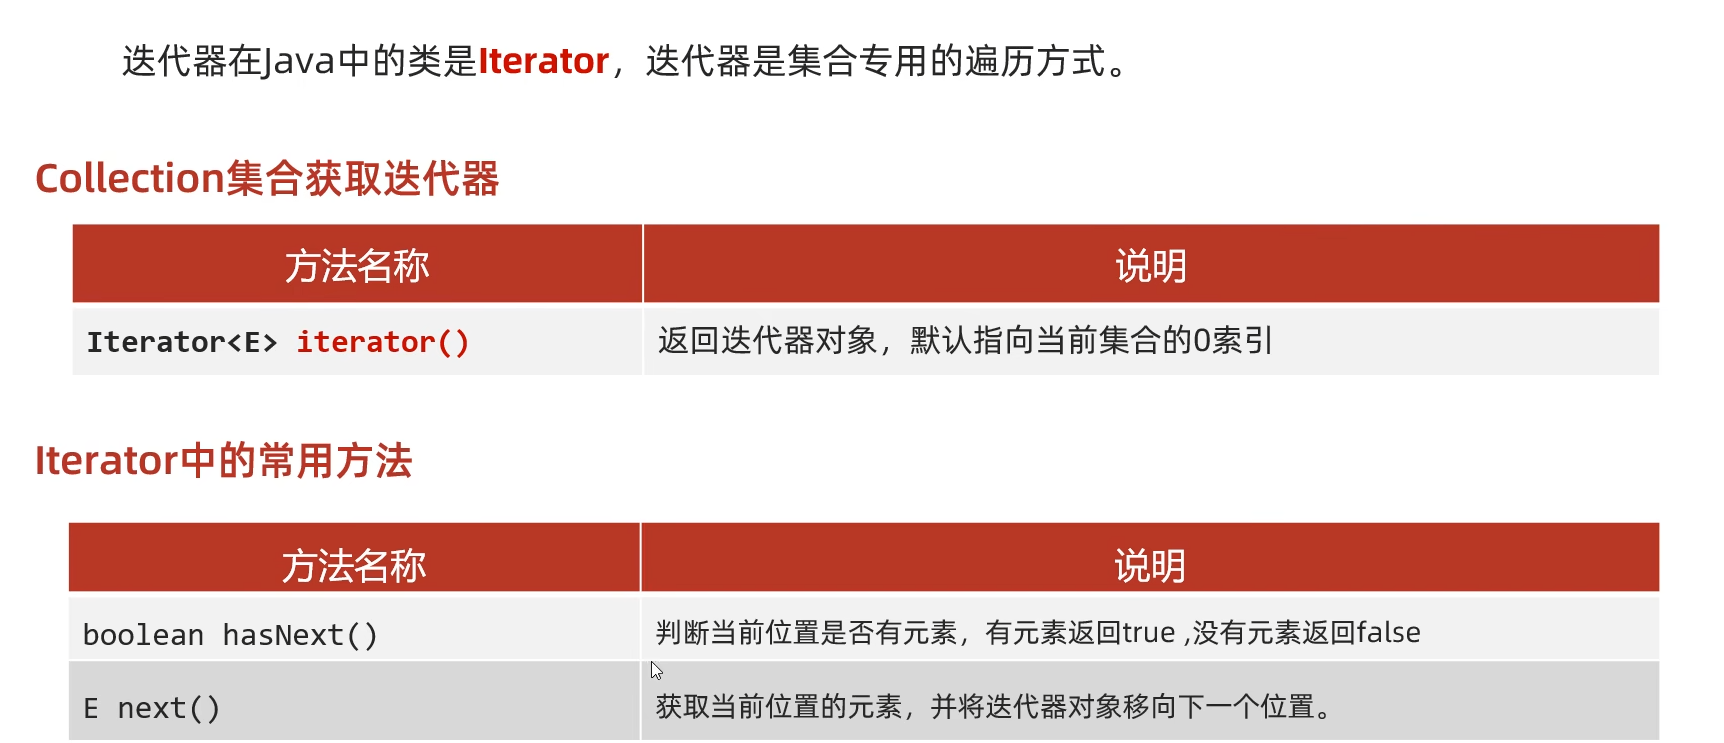 迭代器在Java中的类是Iterator，迭代器是集合专用的遍历方式。
Collection集合获取迭代器
方法名称 说明
Iterator<E> iterator() 返回迭代器对象，默认指向当前集合的0索引
Iterator中的常用方法
方法名称 说明
boolean hasNext() 判断当前位置是否有元素，有元素返回true ,没有元素返回false
E next() 获取当前位置的元素，并将迭代器对象移向下一个位置。